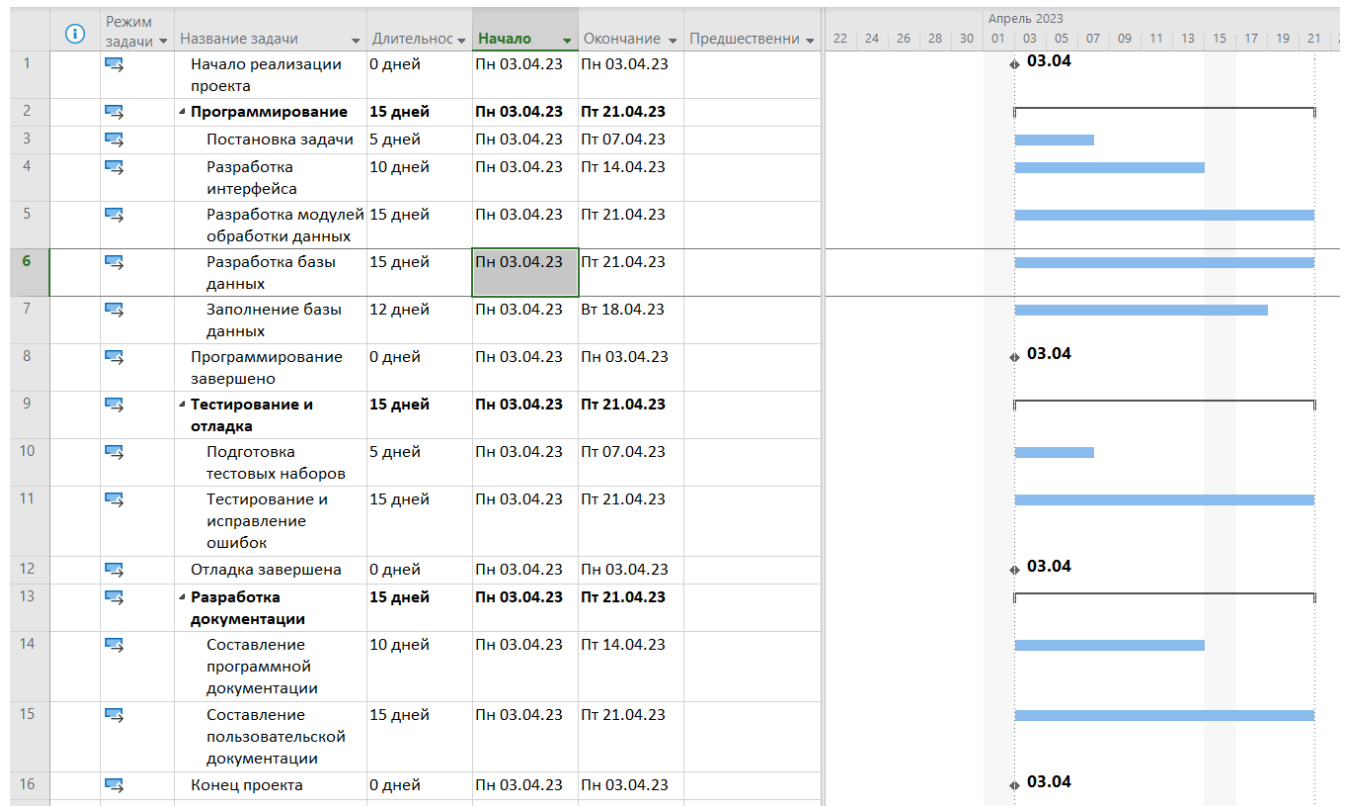 Режим задачи Название задачи Длительнос Начало Окончание Предшественни
Апрель 2023
22 24 26 28 30 01 03 05 07 09 11 13 15 17 19 21
1 Начало реализации проекта 0 дней Пн 03.04.23 Пн 03.04.23 03.04
2 Программирование 15 дней Пн 03.04.23 Пт 21.04.23
3 Постановка задачи 5 дней Пн 03.04.23 Пт 07.04.23
4 Разработка интерфейса 10 дней Пн 03.04.23 Пт 14.04.23
5 Разработка модулей обработки данных 15 дней Пн 03.04.23 Пт 21.04.23
6 Разработка базы данных 15 дней Пн 03.04.23 Пт 21.04.23
7 Заполнение базы данных 12 дней Пн 03.04.23 Вт 18.04.23
8 Программирование завершено 0 дней Пн 03.04.23 Пн 03.04.23 03.04
9 Тестирование и отладка 15 дней Пн 03.04.23 Пт 21.04.23
10 Подготовка тестовых наборов 5 дней Пн 03.04.23 Пт 07.04.23
11 Тестирование и исправление ошибок 15 дней Пн 03.04.23 Пт 21.04.23
12 Отладка завершена 0 дней Пн 03.04.23 Пн 03.04.23 03.04
13 Разработка документации 15 дней Пн 03.04.23 Пт 21.04.23
14 Составление программной документации 10 дней Пн 03.04.23 Пт 14.04.23
15 Составление пользовательской документации 15 дней Пн 03.04.23 Пт 21.04.23
16 Конец проекта 0 дней Пн 03.04.23 Пн 03.04.23 03.04